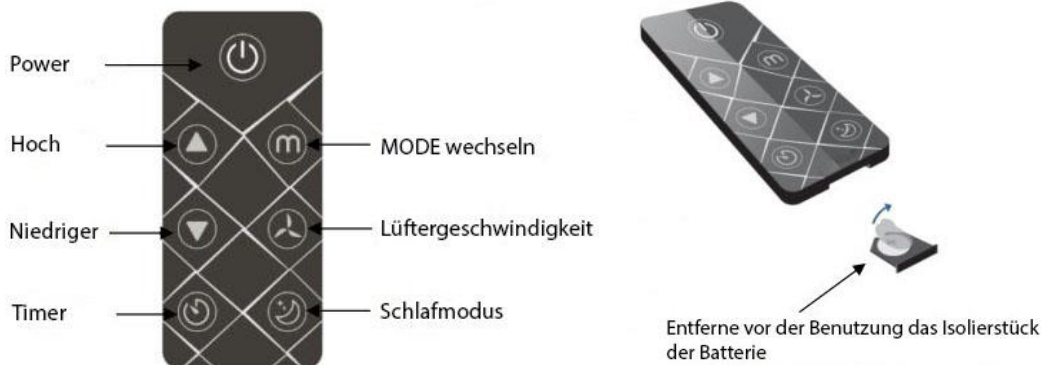 Power
Hoch
m
MODE wechseln
Niedriger
Lüftergeschwindigkeit
Timer
Schlafmodus
m
Entferne vor der Benutzung das Isolierstück
der Batterie